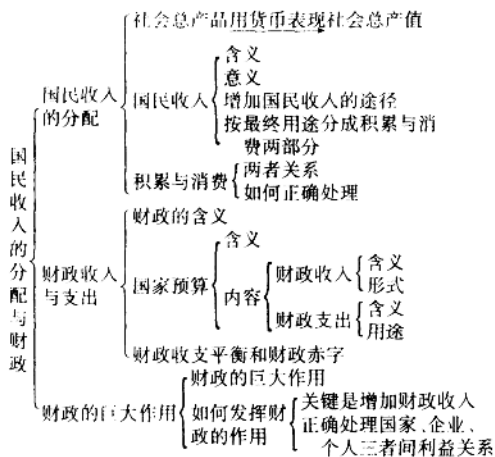 国民收入的分配与财政
国民收入
的分配
社会总产品用货币表现社会总产值
国民收入
含义
意义
增加国民收入的途径
按最终用途分成积累与消
费两部分
积累与消费
两者关系
如何正确处理
财政收入
与支出
财政的含义
国家预算
含义
内容
财政收入
含义
形式
财政支出
含义
用途
财政收支平衡和财政赤字
财政的巨大作用
财政的巨大作用
如何发挥财
政的作用
关键是增加财政收入
正确处理国家、企业、
个人三者间利益关系